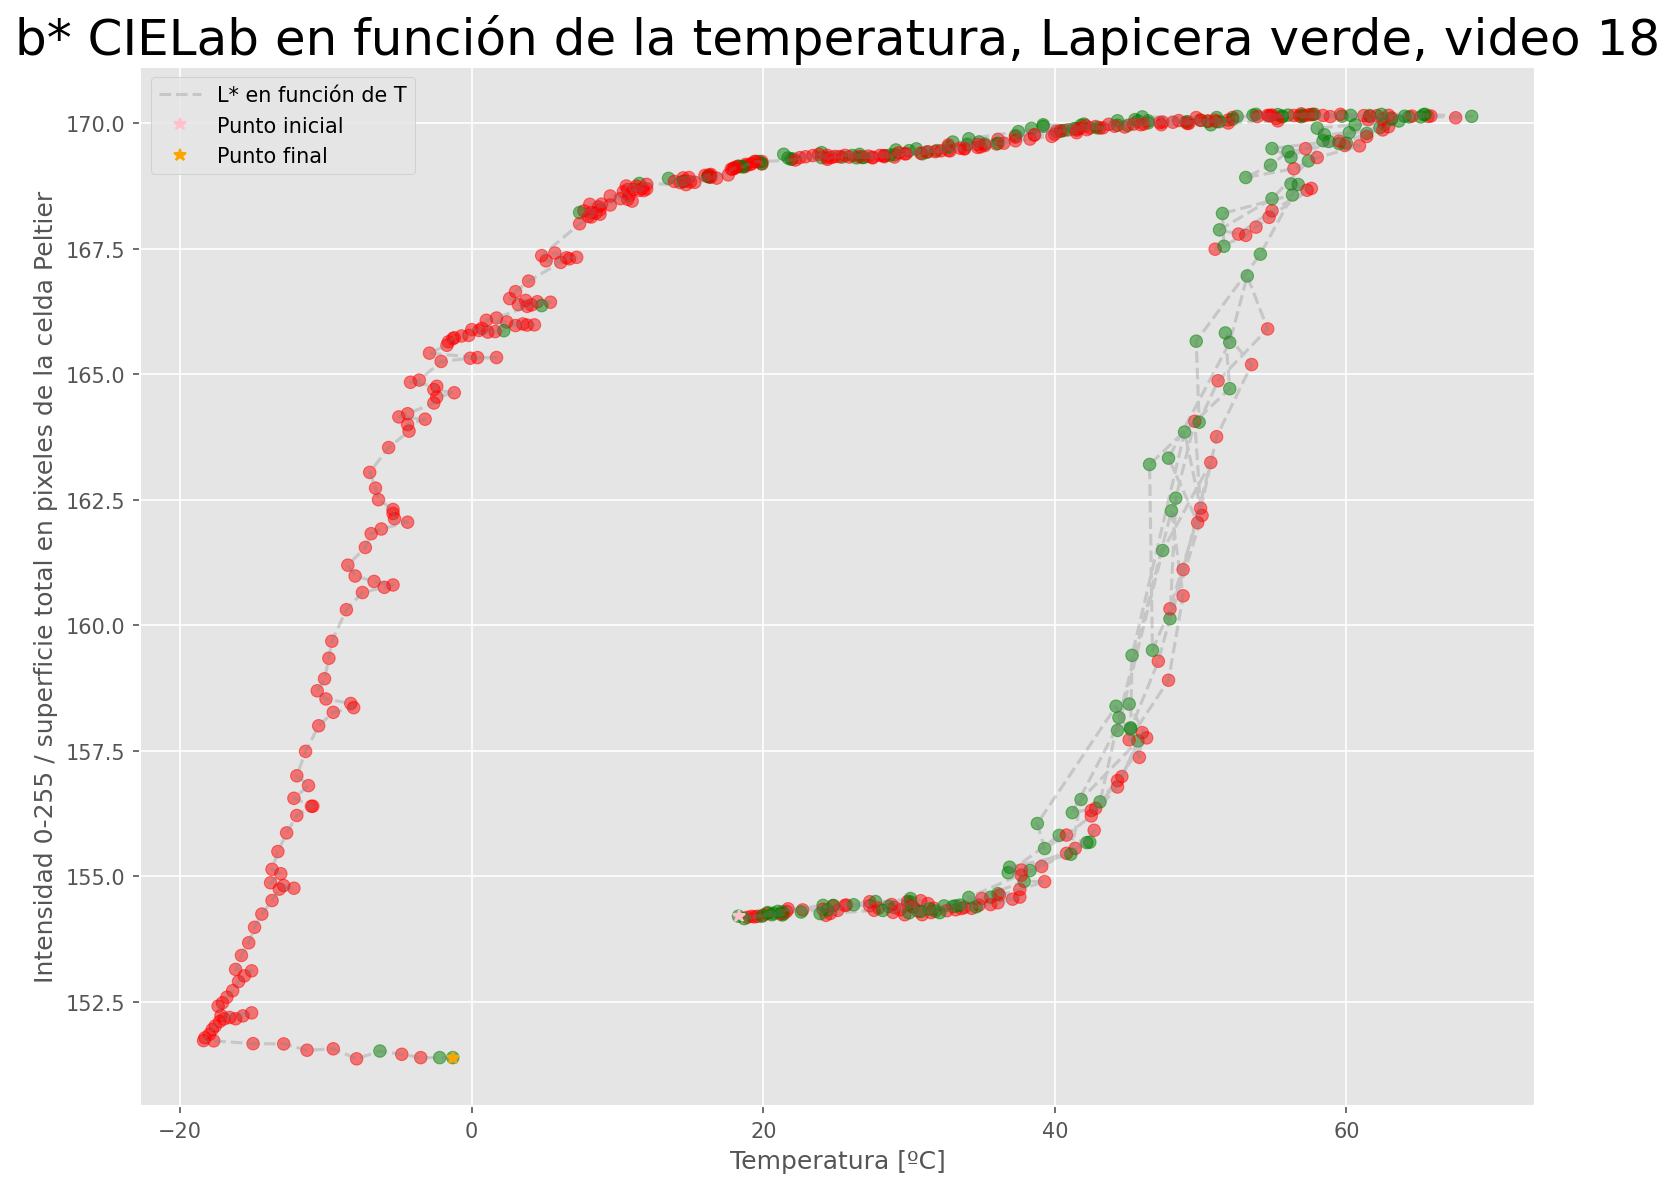 b* CIELab en función de la temperatura, Lapicera verde, video 18
L* en función de T
Punto inicial
Punto final
Intensidad 0-255 / superficie total en pixeles de la celda Peltier
170.0
167.5
165.0
162.5
160.0
157.5
155.0
152.5
−20
0
20
40
60
Temperatura [ºC]